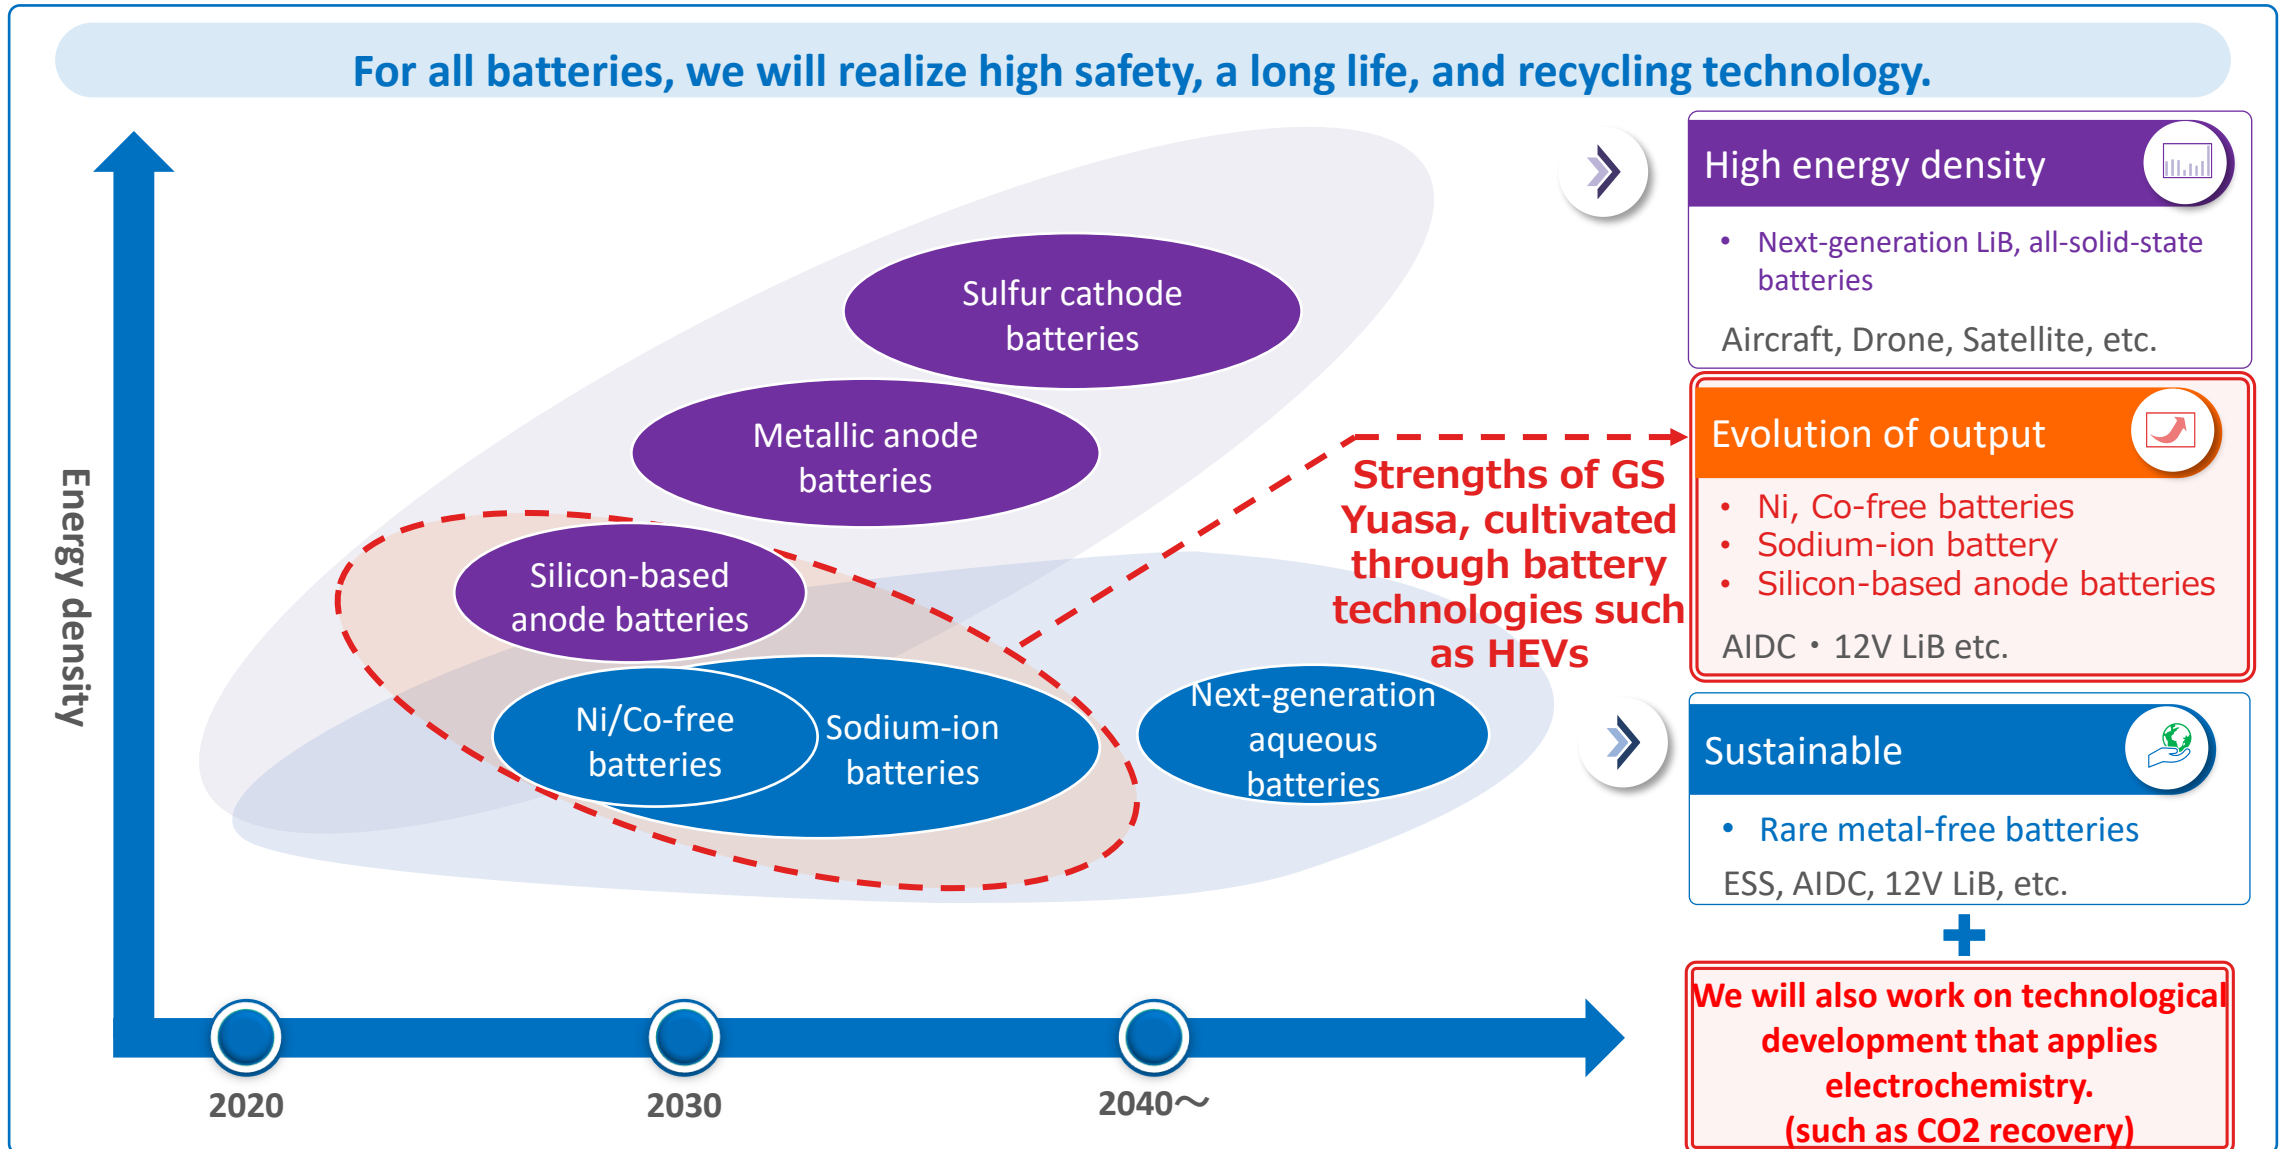 For all batteries, we will realize high safety, a long life, and recycling technology.
Energy density
Sulfur cathode
batteries
Metallic anode
batteries
Silicon-based
anode batteries
Ni/Co-free
batteries
Sodium-ion
batteries
Next-generation
aqueous
batteries
Strengths of GS
Yuasa, cultivated
through battery
technologies such
as HEVs
2020
2030
2040～
High energy density
• Next-generation LiB, all-solid-state
batteries
Aircraft, Drone, Satellite, etc.
Evolution of output
• Ni, Co-free batteries
• Sodium-ion battery
• Silicon-based anode batteries
AIDC・12V LiB etc.
Sustainable
• Rare metal-free batteries
ESS, AIDC, 12V LiB, etc.
+
We will also work on technological
development that applies
electrochemistry.
(such as CO2 recovery)